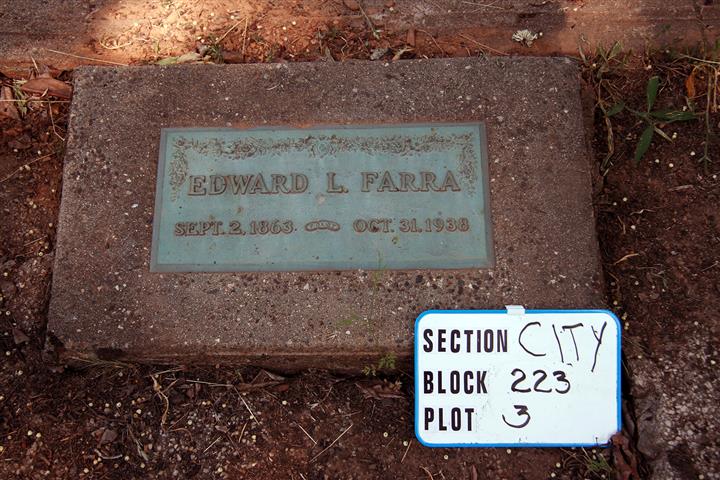 EDWARD L. FARRA
SEPT. 2, 1863 OCT. 31, 1938
SECTION CITY
BLOCK 223
PLOT 3